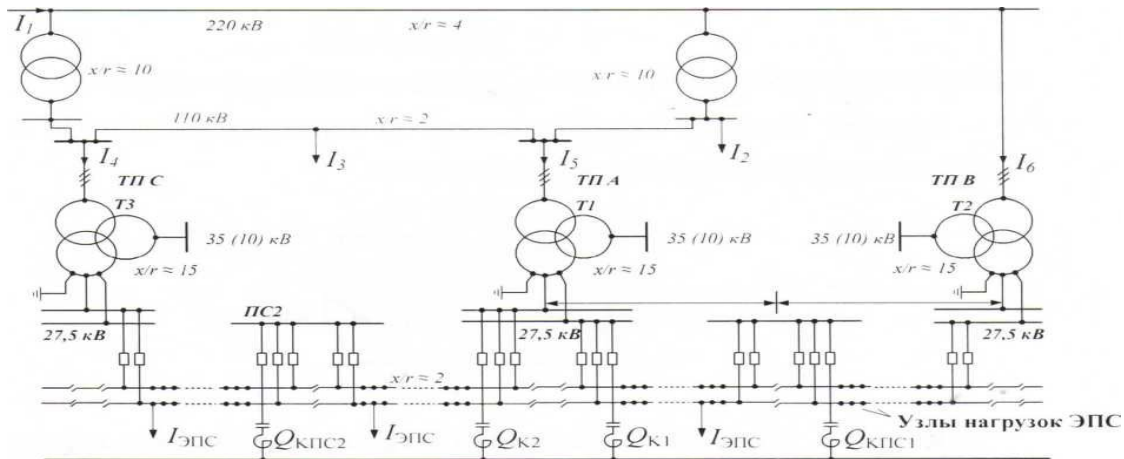 I1
220 кВ
x/r ≈ 4
x/r ≈ 10
x/r ≈ 10
110 кВ
x/r ≈ 2
I4
I3
I5
I2
I6
ТП С
ТП А
ТП В
Т3
Т1
Т2
35 (10) кВ
35 (10) кВ
35 (10) кВ
x/r ≈ 15
x/r ≈ 15
x/r ≈ 15
27,5 кВ
ПС2
27,5 кВ
27,5 кВ
x/r ≈ 2
Узлы нагрузок ЭПС
IЭПС
QКПС2
IЭПС
QК2
QК1
IЭПС
QКПС1